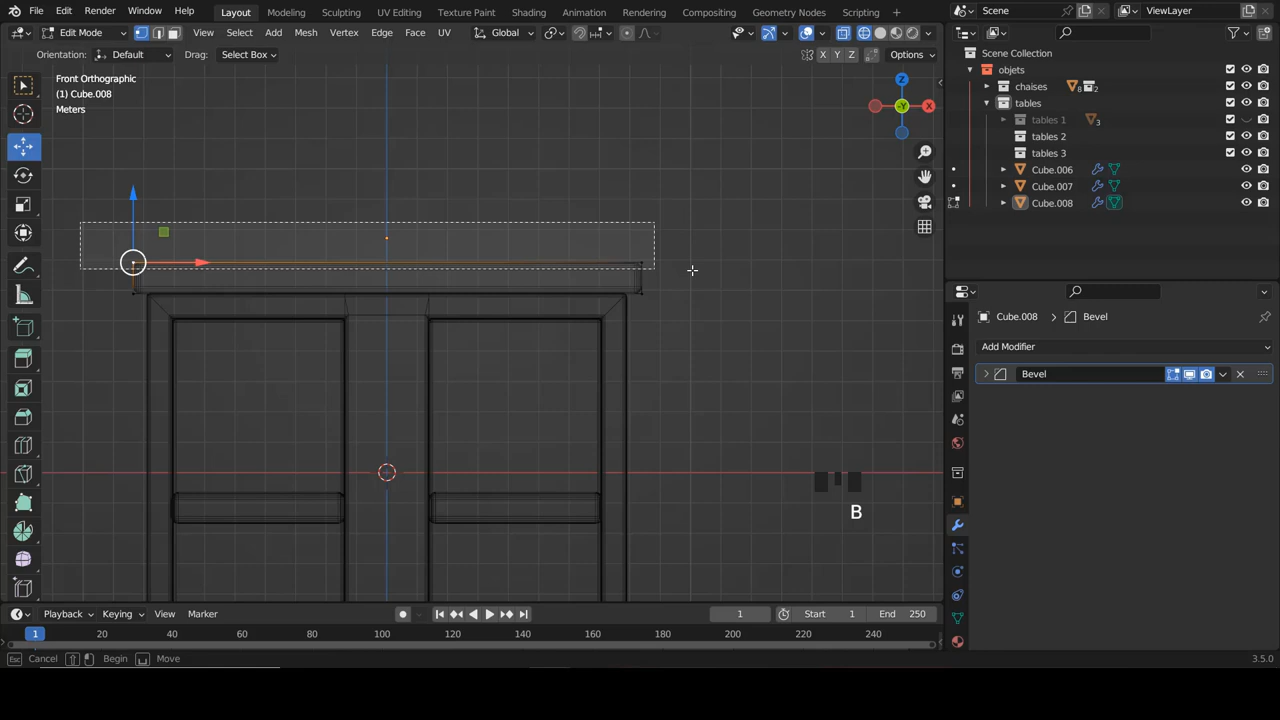 File Edit Render Window Help Layout Modeling Sculpting UV Editing Texture Paint Shading Animation Rendering Compositing Geometry Nodes Scripting + Scene ViewLayer
Edit Mode View Select Add Mesh Vertex Edge Face UV Global
Orientation: Default Drag: Select Box X Y Z Options
Front Orthographic
(1) Cube.008
Meters
Z
-Y
X
Scene Collection
objets
chaises 8 2
tables
tables 1 3
tables 2
tables 3
Cube.006
Cube.007
Cube.008
Cube.008 > Bevel
Add Modifier
Bevel
B
Playback Keying View Marker 1 Start 1 End 250
1 20 40 60 80 100 120 140 160 180 200 220 240
Esc Cancel Begin Move 3.5.0